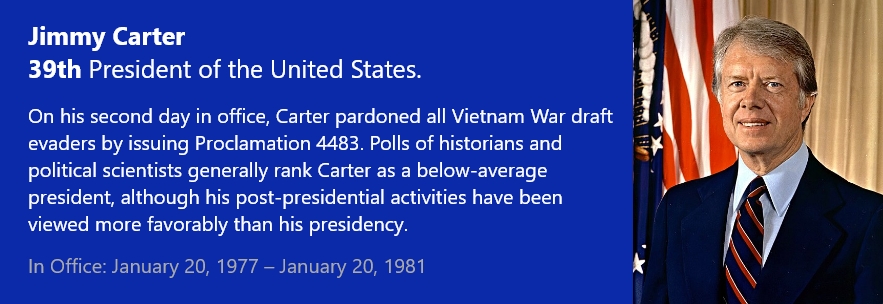 Jimmy Carter
39th President of the United States.
On his second day in office, Carter pardoned all Vietnam War draft
evaders by issuing Proclamation 4483. Polls of historians and
political scientists generally rank Carter as a below-average
president, although his post-presidential activities have been
viewed more favorably than his presidency.
In Office: January 20, 1977 – January 20, 1981